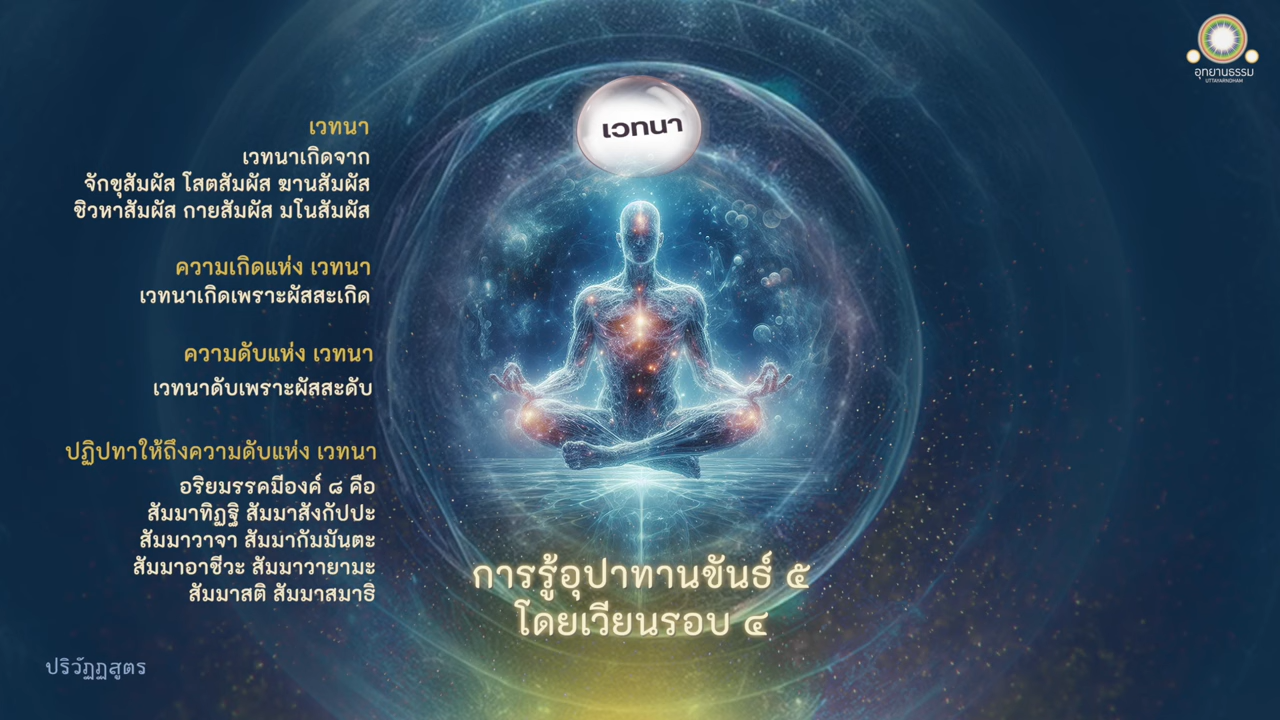 อุทยานธรรม
UTTAYARNDHAM
เวทนา
เวทนา
เวทนาเกิดจาก
จักขุสัมผัส โสตสัมผัส ฆานสัมผัส
ชิวหาสัมผัส กายสัมผัส มโนสัมผัส
ความเกิดแห่ง เวทนา
เวทนาเกิดเพราะผัสสะเกิด
ความดับแห่ง เวทนา
เวทนาดับเพราะผัสสะดับ
ปฏิปทาให้ถึงความดับแห่ง เวทนา
อริยมรรคมีองค์ ๘ คือ
สัมมาทิฏฐิ สัมมาสังกัปปะ
สัมมาวาจา สัมมากัมมันตะ
สัมมาอาชีวะ สัมมาวายามะ
สัมมาสติ สัมมาสมาธิ
การรู้อุปาทานขันธ์ ๕
โดยเวียนรอบ ๔
ปริวัฏฏสูตร